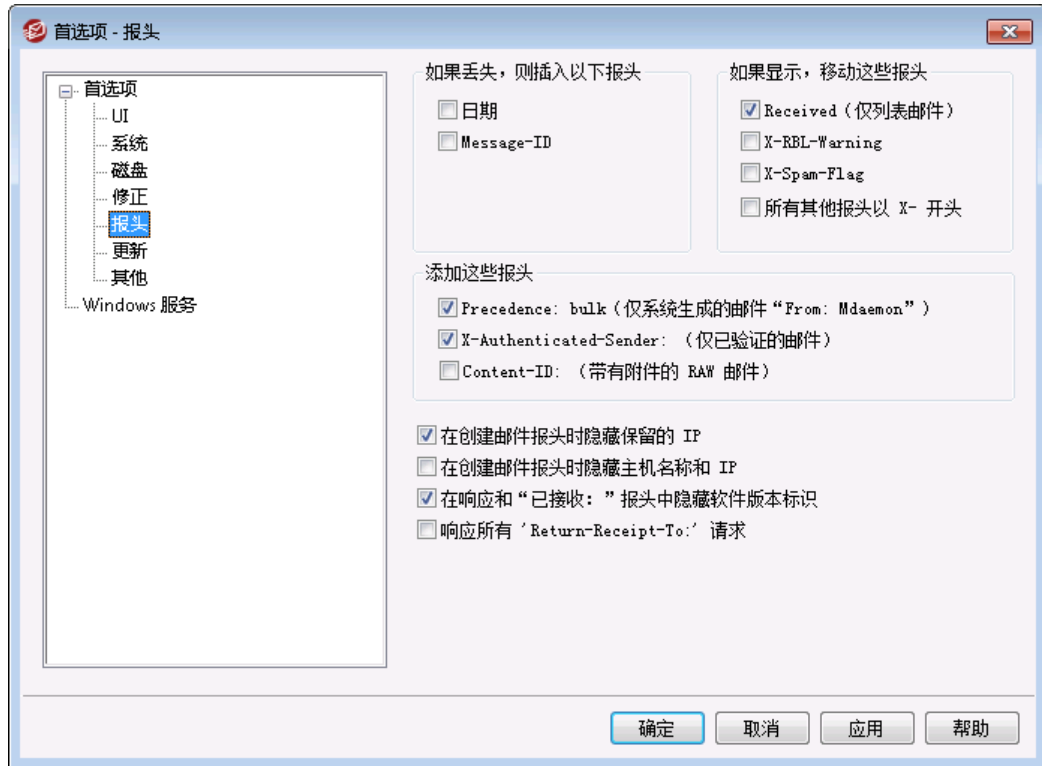 首选项 - 报头
首选项
UI
系统
磁盘
修正
报头
更新
其他
Windows 服务
如果丢失，则插入以下报头
日期
Message-ID
如果显示，移动这些报头
Received（仅列表邮件）
X-RBL-Warning
X-Spam-Flag
所有其他报头以 X- 开头
添加这些报头
Precedence: bulk（仅系统生成的邮件“From: Mdaemon”）
X-Authenticated-Sender: （仅已验证的邮件）
Content-ID: （带有附件的 RAW 邮件）
在创建邮件报头时隐藏保留的 IP
在创建邮件报头时隐藏主机名称和 IP
在响应和“已接收：”报头中隐藏软件版本标识
响应所有 'Return-Receipt-To:' 请求
确定
取消
应用
帮助